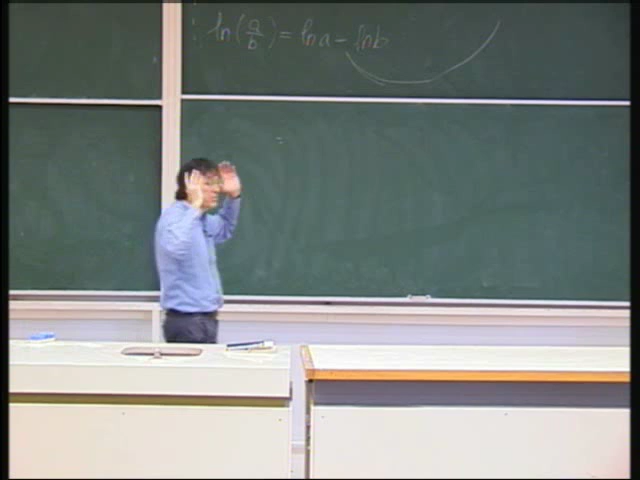 ln(a/b) = ln a - ln b